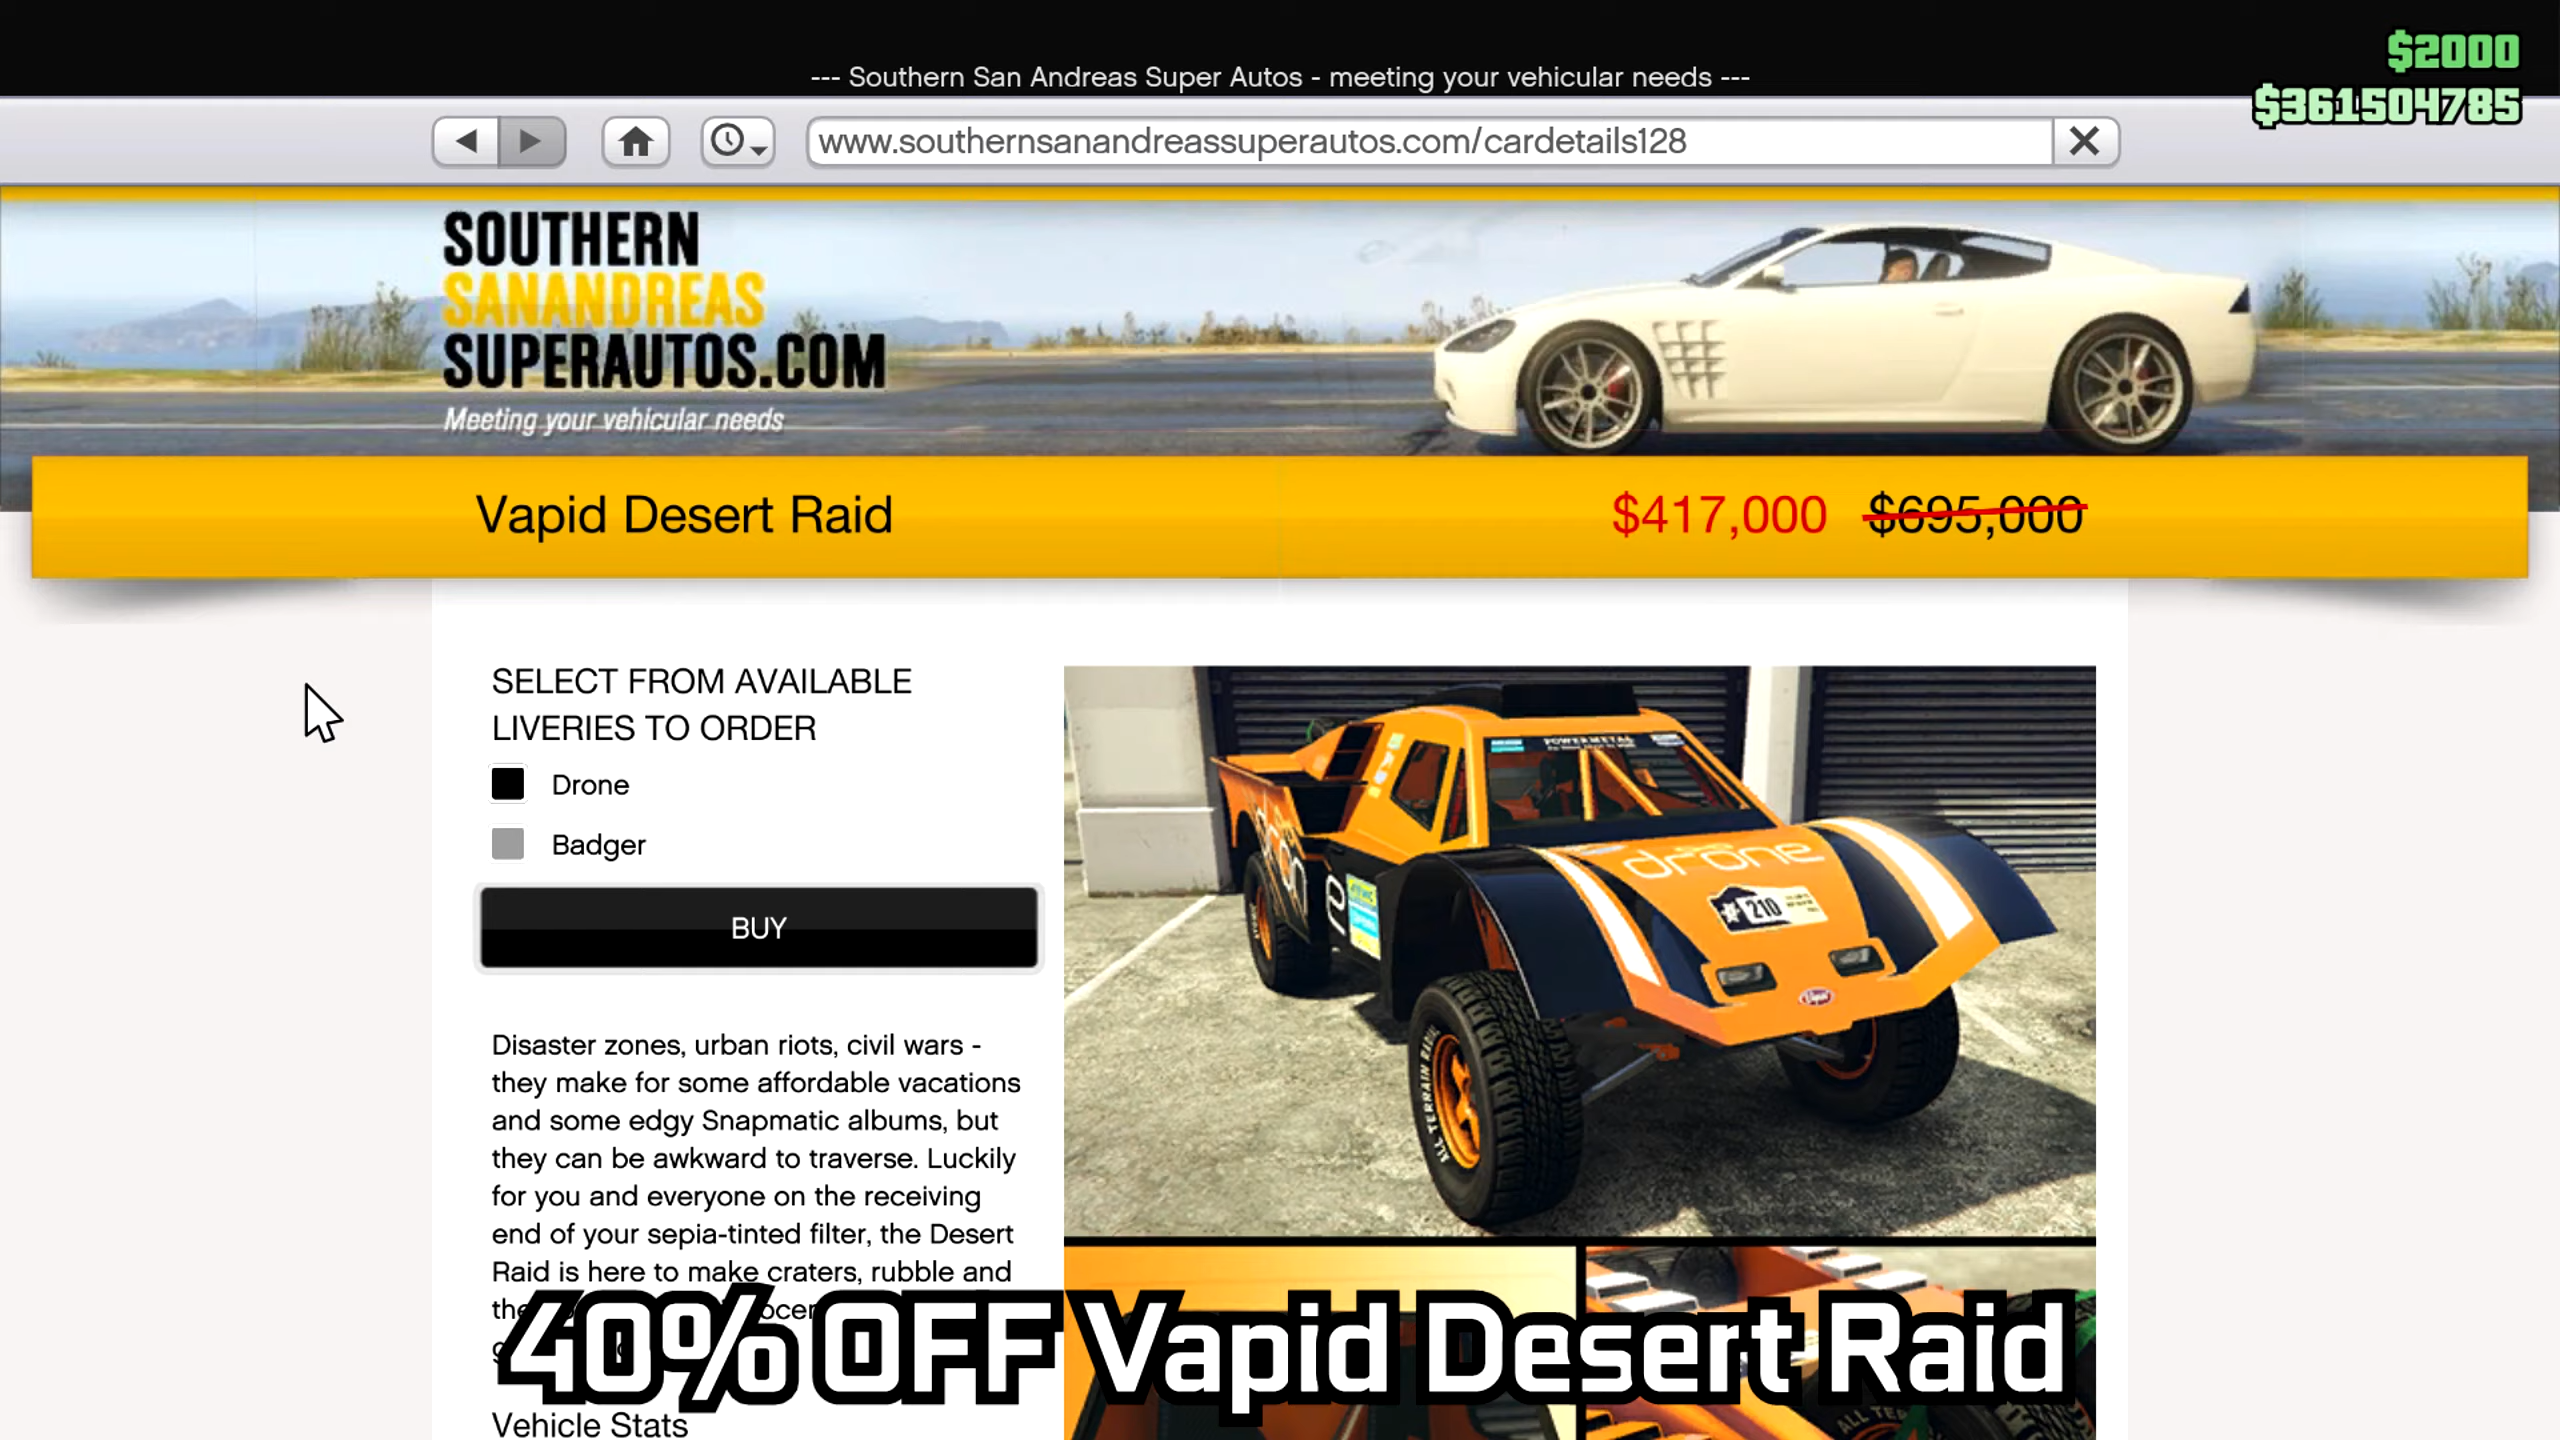 --- Southern San Andreas Super Autos - meeting your vehicular needs ---
$2000
$361504785
www.southernsanandreassuperautos.com/cardetails128
SOUTHERN
SANANDREAS
SUPERAUTOS.COM
Meeting your vehicular needs
Vapid Desert Raid
$417,000 $695,000
SELECT FROM AVAILABLE
LIVERIES TO ORDER
Drone
Badger
BUY
Disaster zones, urban riots, civil wars -
they make for some affordable vacations
and some edgy Snapmatic albums, but
they can be awkward to traverse. Luckily
for you and everyone on the receiving
end of your sepia-tinted filter, the Desert
Raid is here to make craters, rubble and
POWER METAL
drone
210
Vapid
ALL TERRAIN
40% OFF Vapid Desert Raid
Vehicle Stats